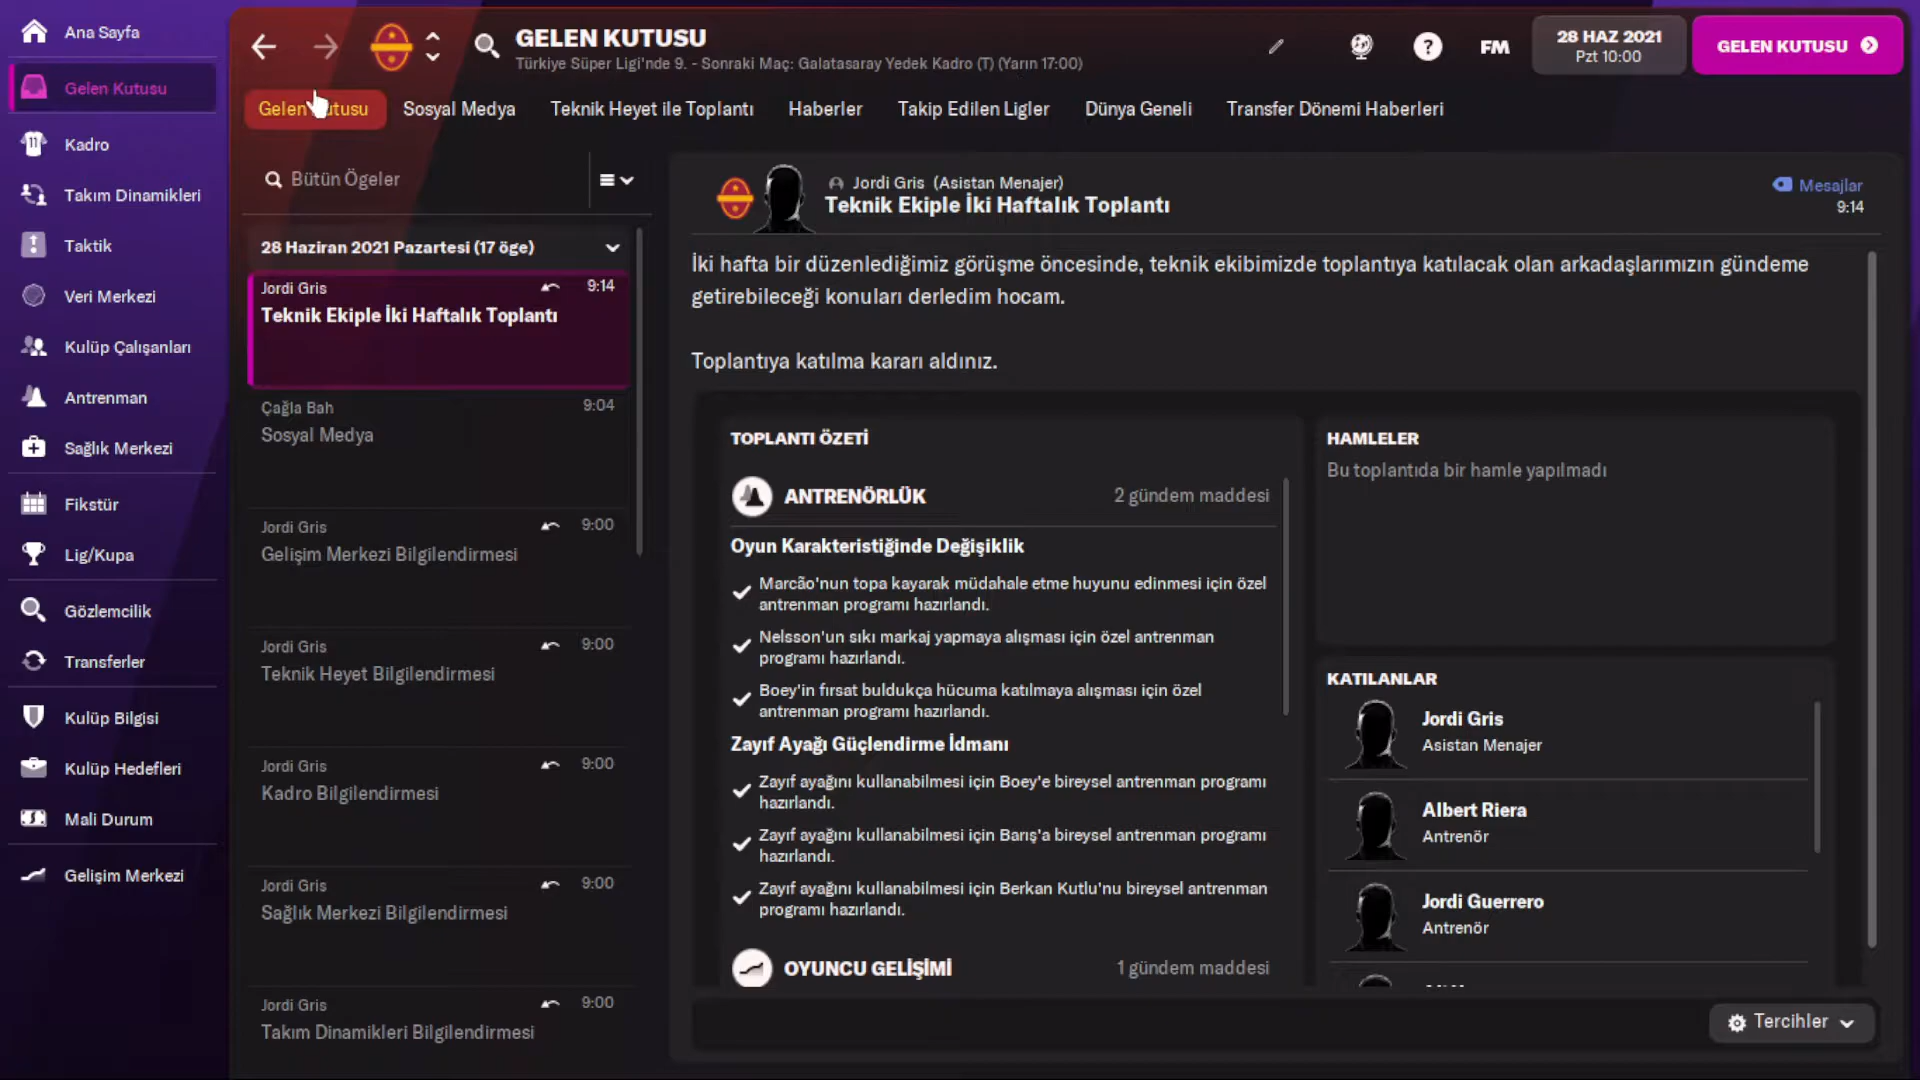 Ana Sayfa
Gelen Kutusu
Kadro
Takım Dinamikleri
Taktik
Veri Merkezi
Kulüp Çalışanları
Antrenman
Sağlık Merkezi
Fikstür
Lig/Kupa
Gözlemcilik
Transferler
Kulüp Bilgisi
Kulüp Hedefleri
Mali Durum
Gelişim Merkezi
GELEN KUTUSU
Türkiye Süper Ligi'nde 9. - Sonraki Maç: Galatasaray Yedek Kadro (T) (Yarın 17:00)
FM
28 HAZ 2021
Pzt 10:00
GELEN KUTUSU
Gelen Kutusu
Sosyal Medya
Teknik Heyet ile Toplantı
Haberler
Takip Edilen Ligler
Dünya Geneli
Transfer Dönemi Haberleri
Bütün Ögeler
28 Haziran 2021 Pazartesi (17 öge)
Jordi Gris 9:14
Teknik Ekiple İki Haftalık Toplantı
Çağla Bah 9:04
Sosyal Medya
Jordi Gris 9:00
Gelişim Merkezi Bilgilendirmesi
Jordi Gris 9:00
Teknik Heyet Bilgilendirmesi
Jordi Gris 9:00
Kadro Bilgilendirmesi
Jordi Gris 9:00
Sağlık Merkezi Bilgilendirmesi
Jordi Gris 9:00
Takım Dinamikleri Bilgilendirmesi
Jordi Gris (Asistan Menajer)
Teknik Ekiple İki Haftalık Toplantı
Mesajlar
9:14
İki hafta bir düzenlediğimiz görüşme öncesinde, teknik ekibimizde toplantıya katılacak olan arkadaşlarımızın gündeme
getirebileceği konuları derledim hocam.
Toplantıya katılma kararı aldınız.
TOPLANTI ÖZETİ
ANTRENÖRLÜK 2 gündem maddesi
Oyun Karakteristiğinde Değişiklik
Marcão'nun topa kayarak müdahale etme huyunu edinmesi için özel
antrenman programı hazırlandı.
Nelsson'un sıkı markaj yapmaya alışması için özel antrenman
programı hazırlandı.
Boey'in fırsat buldukça hücuma katılmaya alışması için özel
antrenman programı hazırlandı.
Zayıf Ayağı Güçlendirme İdmanı
Zayıf ayağını kullanabilmesi için Boey'e bireysel antrenman programı
hazırlandı.
Zayıf ayağını kullanabilmesi için Barış'a bireysel antrenman programı
hazırlandı.
Zayıf ayağını kullanabilmesi için Berkan Kutlu'nu bireysel antrenman
programı hazırlandı.
OYUNCU GELİŞİMİ 1 gündem maddesi
HAMLELER
Bu toplantıda bir hamle yapılmadı
KATILANLAR
Jordi Gris
Asistan Menajer
Albert Riera
Antrenör
Jordi Guerrero
Antrenör
Tercihler